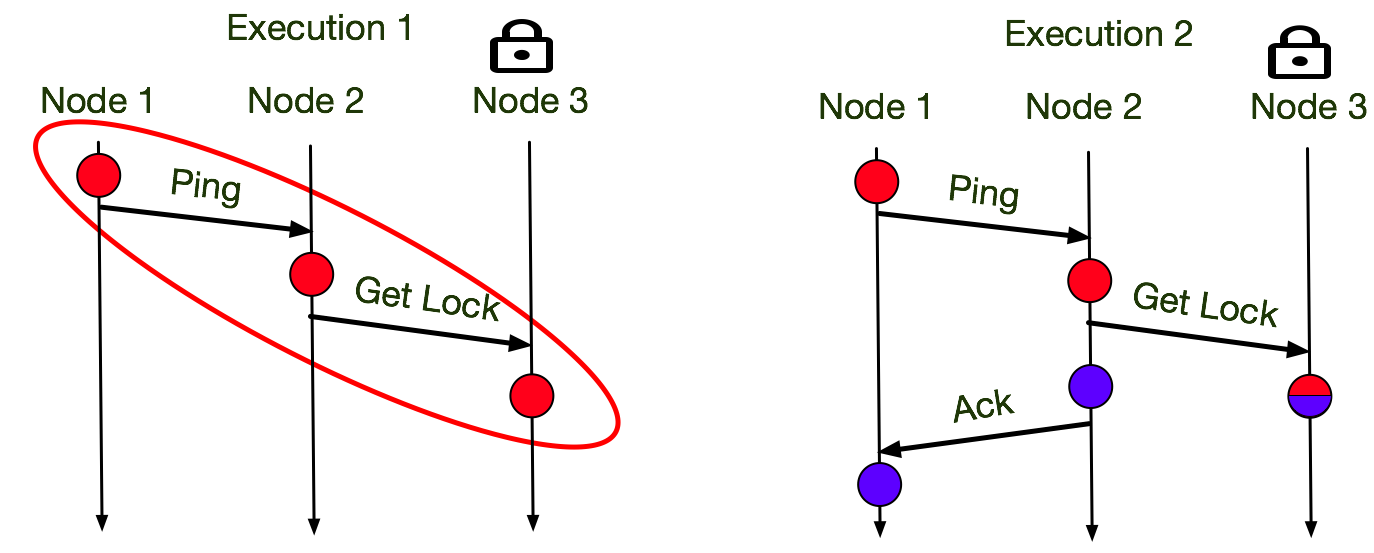 Execution 1
Node 1
Node 2
Node 3
Ping
Get Lock
Execution 2
Node 1
Node 2
Node 3
Ping
Get Lock
Ack